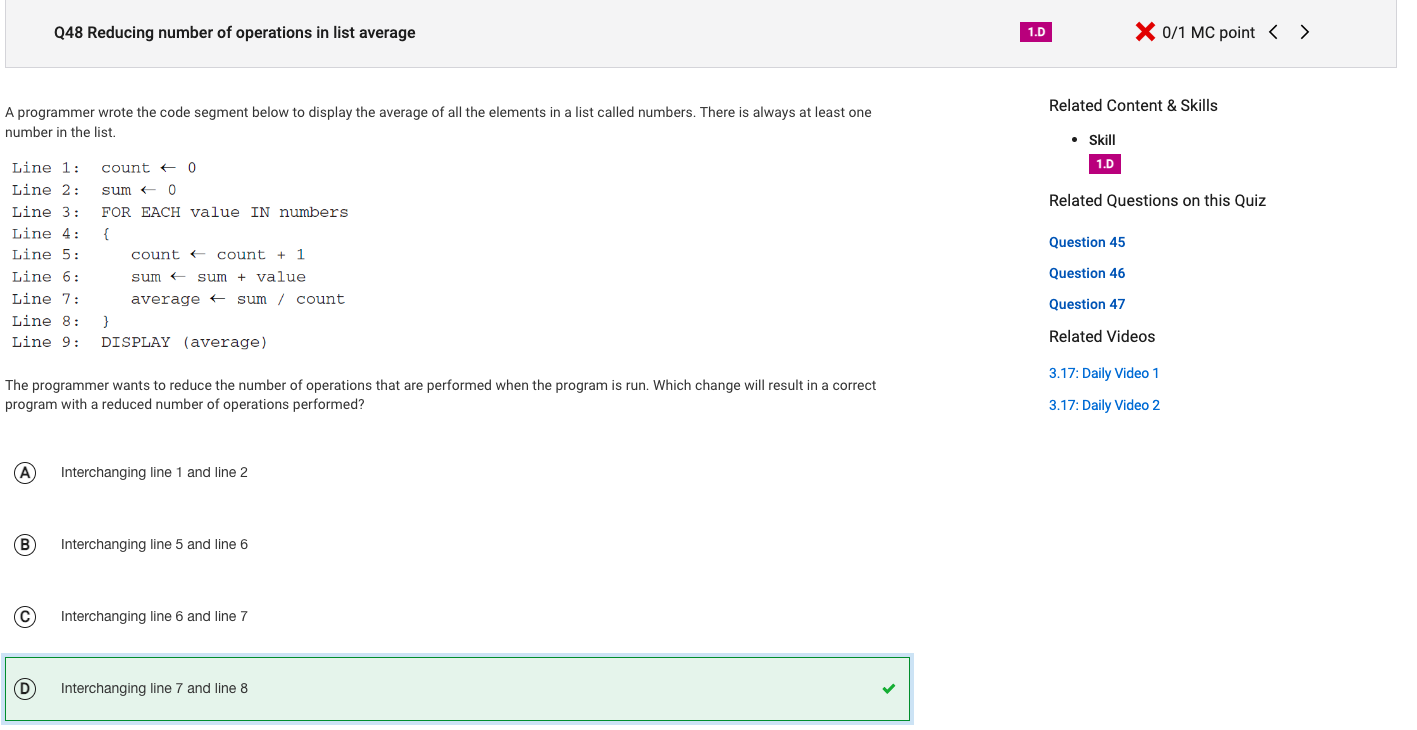 Q48 Reducing number of operations in list average
1.D
0/1 MC point
A programmer wrote the code segment below to display the average of all the elements in a list called numbers. There is always at least one
number in the list.
Line 1: count ← 0
Line 2: sum ← 0
Line 3: FOR EACH value IN numbers
Line 4: {
Line 5: count ← count + 1
Line 6: sum ← sum + value
Line 7: average ← sum / count
Line 8: }
Line 9: DISPLAY (average)
The programmer wants to reduce the number of operations that are performed when the program is run. Which change will result in a correct
program with a reduced number of operations performed?
A Interchanging line 1 and line 2
B Interchanging line 5 and line 6
C Interchanging line 6 and line 7
D Interchanging line 7 and line 8
Related Content & Skills
• Skill
1.D
Related Questions on this Quiz
Question 45
Question 46
Question 47
Related Videos
3.17: Daily Video 1
3.17: Daily Video 2